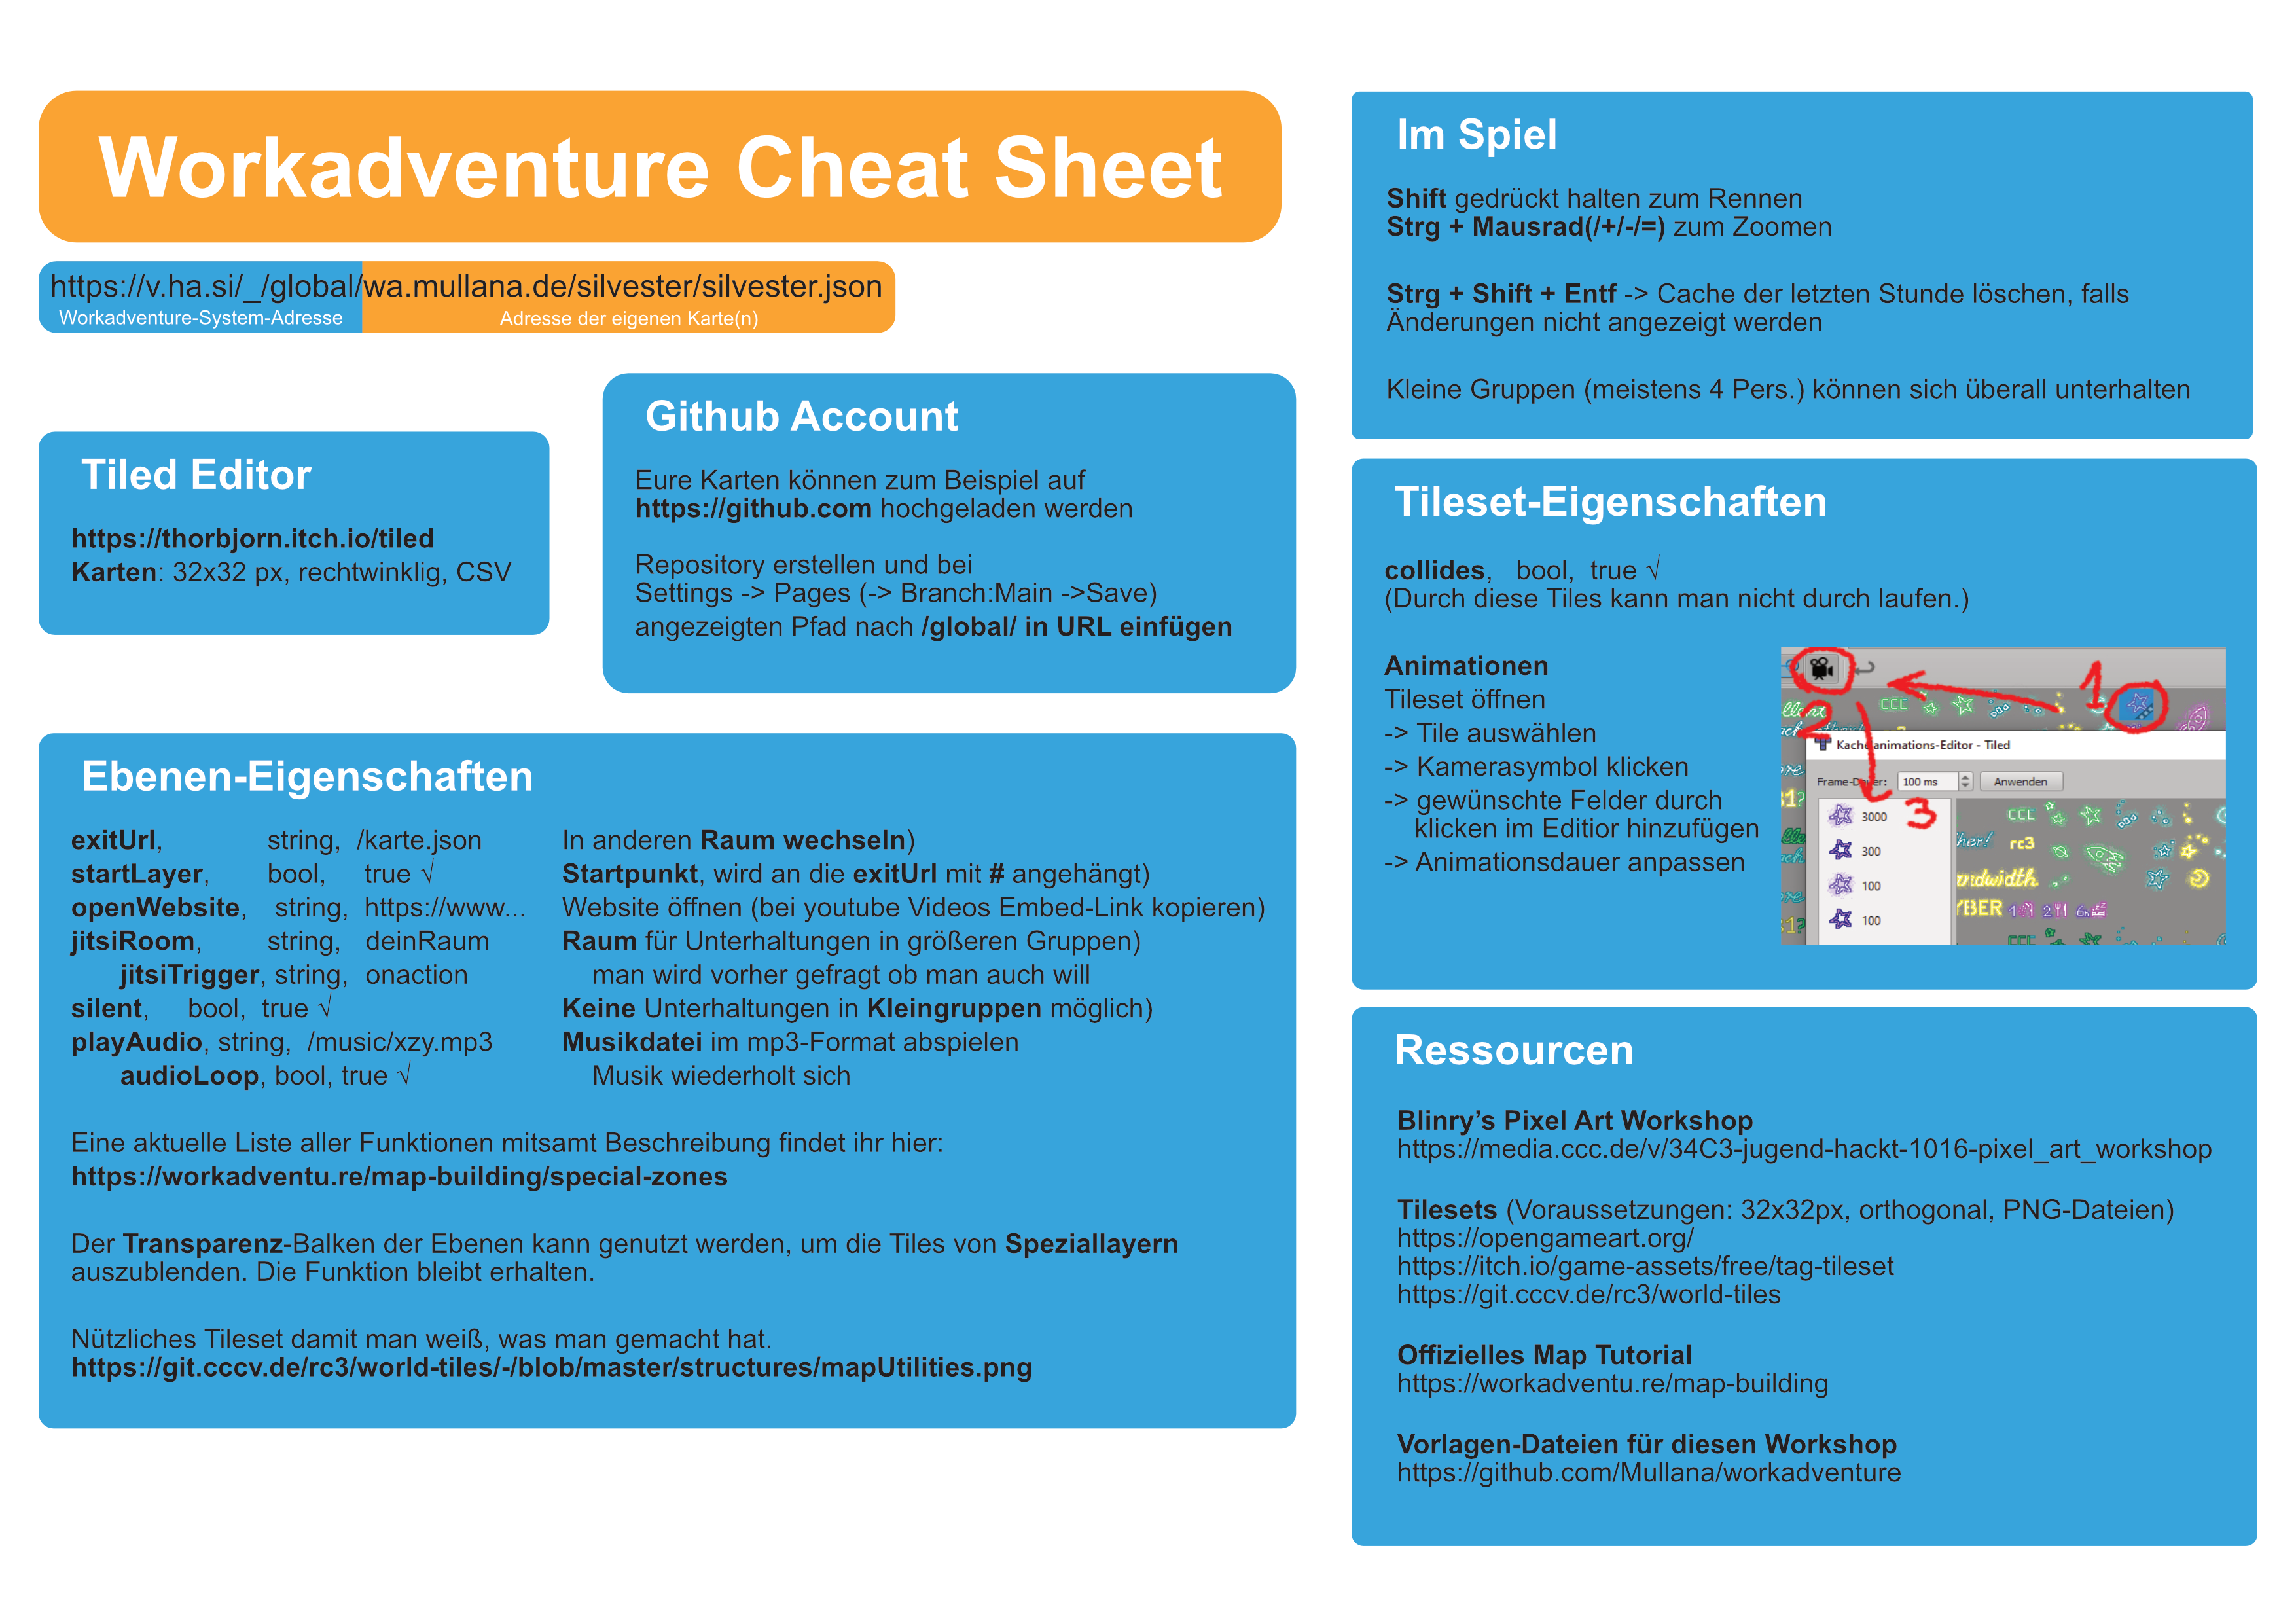 Workadventure Cheat Sheet
https://v.ha.si/_/global/wa.mullana.de/silvester/silvester.json
Workadventure-System-Adresse
Adresse der eigenen Karte(n)
Tiled Editor
https://thorbjorn.itch.io/tiled
Karten: 32x32 px, rechtwinklig, CSV
Github Account
Eure Karten können zum Beispiel auf
https://github.com hochgeladen werden
Repository erstellen und bei
Settings -> Pages (-> Branch:Main ->Save)
angezeigten Pfad nach /global/ in URL einfügen
Ebenen-Eigenschaften
exitUrl, string, /karte.json In anderen Raum wechseln)
startLayer, bool, true √ Startpunkt, wird an die exitUrl mit # angehängt)
openWebsite, string, https://www... Website öffnen (bei youtube Videos Embed-Link kopieren)
jitsiRoom, string, deinRaum Raum für Unterhaltungen in größeren Gruppen)
jitsiTrigger, string, onaction man wird vorher gefragt ob man auch will
silent, bool, true √ Keine Unterhaltungen in Kleingruppen möglich)
playAudio, string, /music/xzy.mp3 Musikdatei im mp3-Format abspielen
audioLoop, bool, true √ Musik wiederholt sich
Eine aktuelle Liste aller Funktionen mitsamt Beschreibung findet ihr hier:
https://workadventu.re/map-building/special-zones
Der Transparenz-Balken der Ebenen kann genutzt werden, um die Tiles von Speziallayern
auszublenden. Die Funktion bleibt erhalten.
Nützliches Tileset damit man weiß, was man gemacht hat.
https://git.cccv.de/rc3/world-tiles/-/blob/master/structures/mapUtilities.png
Im Spiel
Shift gedrückt halten zum Rennen
Strg + Mausrad(/+/-/=) zum Zoomen
Strg + Shift + Entf -> Cache der letzten Stunde löschen, falls
Änderungen nicht angezeigt werden
Kleine Gruppen (meistens 4 Pers.) können sich überall unterhalten
Tileset-Eigenschaften
collides, bool, true √
(Durch diese Tiles kann man nicht durch laufen.)
Animationen
Tileset öffnen
-> Tile auswählen
-> Kamerasymbol klicken
-> gewünschte Felder durch
klicken im Editior hinzufügen
-> Animationsdauer anpassen
1
CCC
2
Kachelanimations-Editor - Tiled
Frame-Dauer: 100 ms Anwenden
3
3000
300
100
100
CCC
rc3
YBER
CCC
Ressourcen
Blinry’s Pixel Art Workshop
https://media.ccc.de/v/34C3-jugend-hackt-1016-pixel_art_workshop
Tilesets (Voraussetzungen: 32x32px, orthogonal, PNG-Dateien)
https://opengameart.org/
https://itch.io/game-assets/free/tag-tileset
https://git.cccv.de/rc3/world-tiles
Offizielles Map Tutorial
https://workadventu.re/map-building
Vorlagen-Dateien für diesen Workshop
https://github.com/Mullana/workadventure